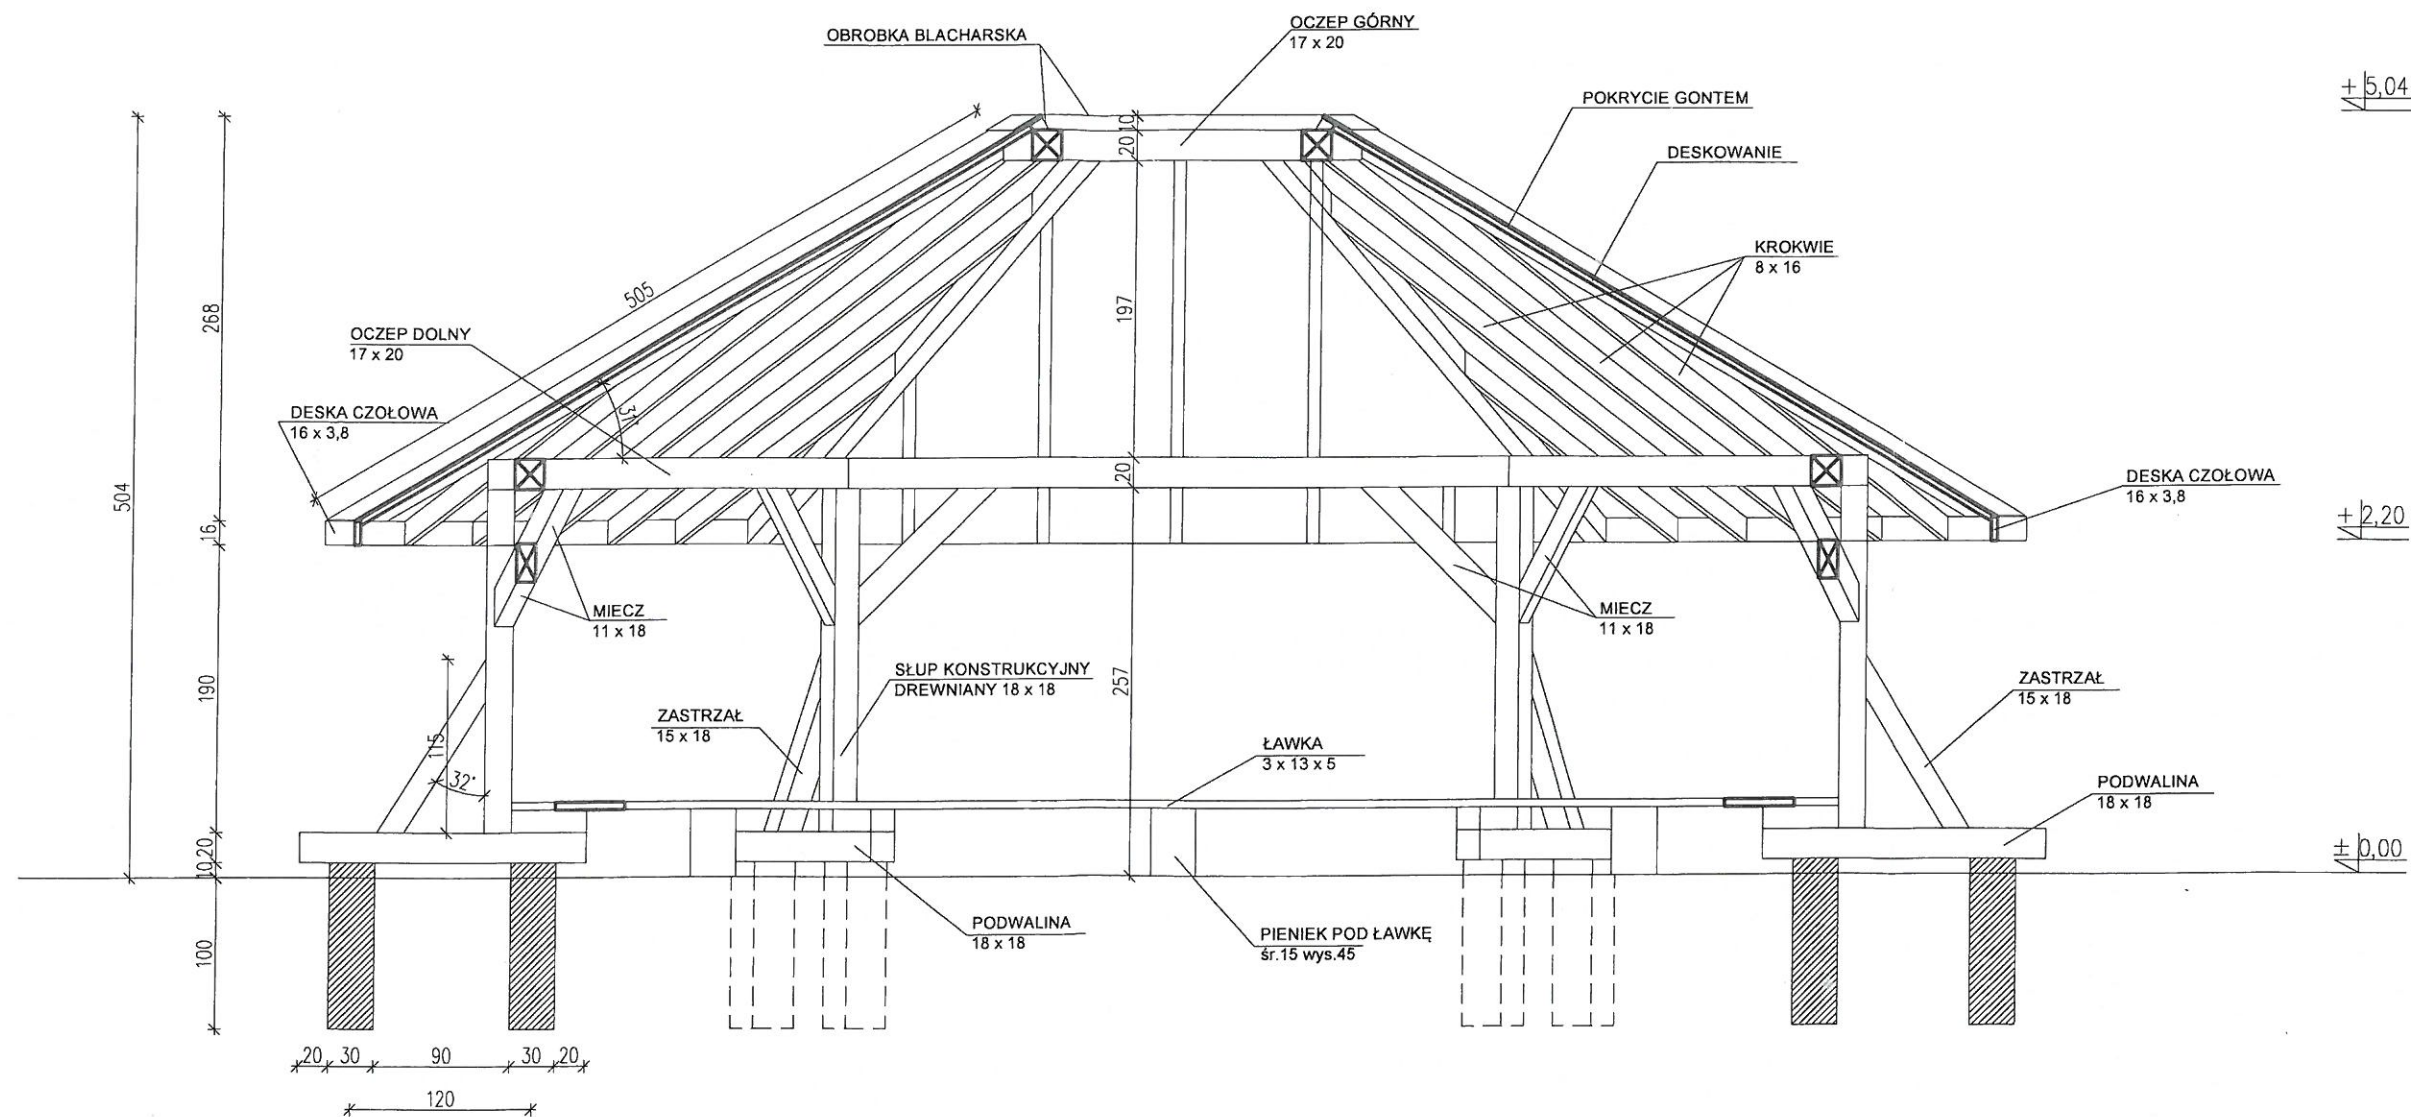 OBROBKA BLACHARSKA
OCZEP GÓRNY
17 x 20
POKRYCIE GONTEM
DESKOWANIE
KROKWIE
8 x 16
+ 5,04
10
20
505
268
197
504
OCZEP DOLNY
17 x 20
31°
DESKA CZOŁOWA
16 x 3,8
20
DESKA CZOŁOWA
16 x 3,8
16
+ 2,20
MIECZ
11 x 18
MIECZ
11 x 18
190
257
SŁUP KONSTRUKCYJNY
DREWNIANY 18 x 18
ZASTRZAŁ
15 x 18
ZASTRZAŁ
15 x 18
115
32°
ŁAWKA
3 x 13 x 5
PODWALINA
18 x 18
20
10
± 0,00
100
PODWALINA
18 x 18
PIENIEK POD ŁAWKĘ
śr.15 wys.45
20 30 90 30 20
120